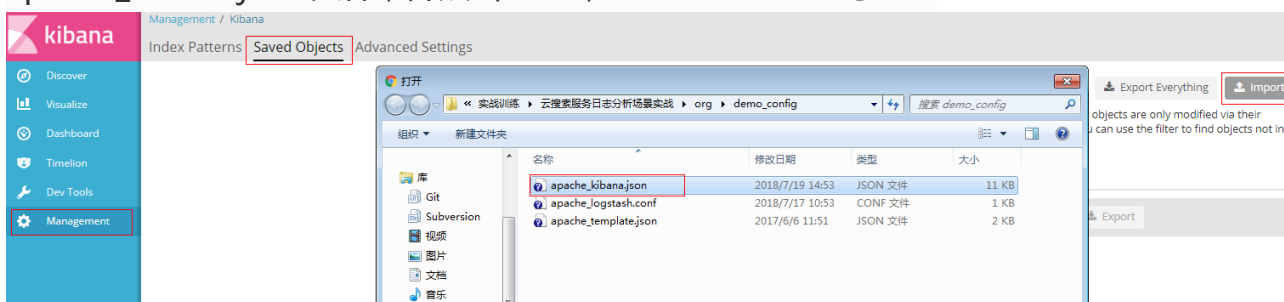 Management / Kibana
kibana
Index Patterns Saved Objects Advanced Settings
Discover
Visualize
Dashboard
Timelion
Dev Tools
Management
打开
« 实战训练 ▸ 云搜索服务日志分析场景实战 ▸ org ▸ demo_config
搜索 demo_config
组织 新建文件夹
名称 修改日期 类型 大小
库
Git
Subversion
视频
图片
文档
音乐
apache_kibana.json 2018/7/19 14:53 JSON 文件 11 KB
apache_logstash.conf 2018/7/17 10:53 CONF 文件 1 KB
apache_template.json 2017/6/6 11:51 JSON 文件 2 KB
Export Everything Import
objects are only modified via their
can use the filter to find objects not in
Export